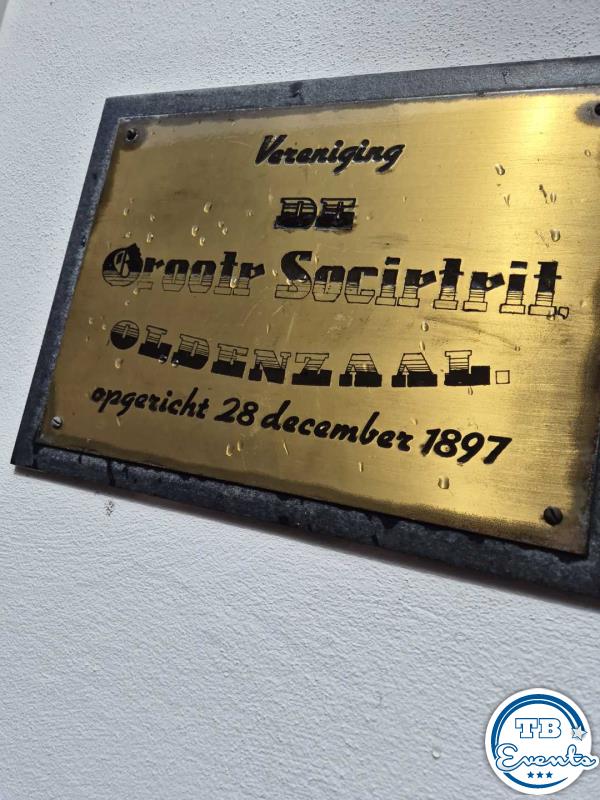 Vereniging
DE
Groote Societeit
OLDENZAAL.
opgericht 28 december 1897
TB
Events